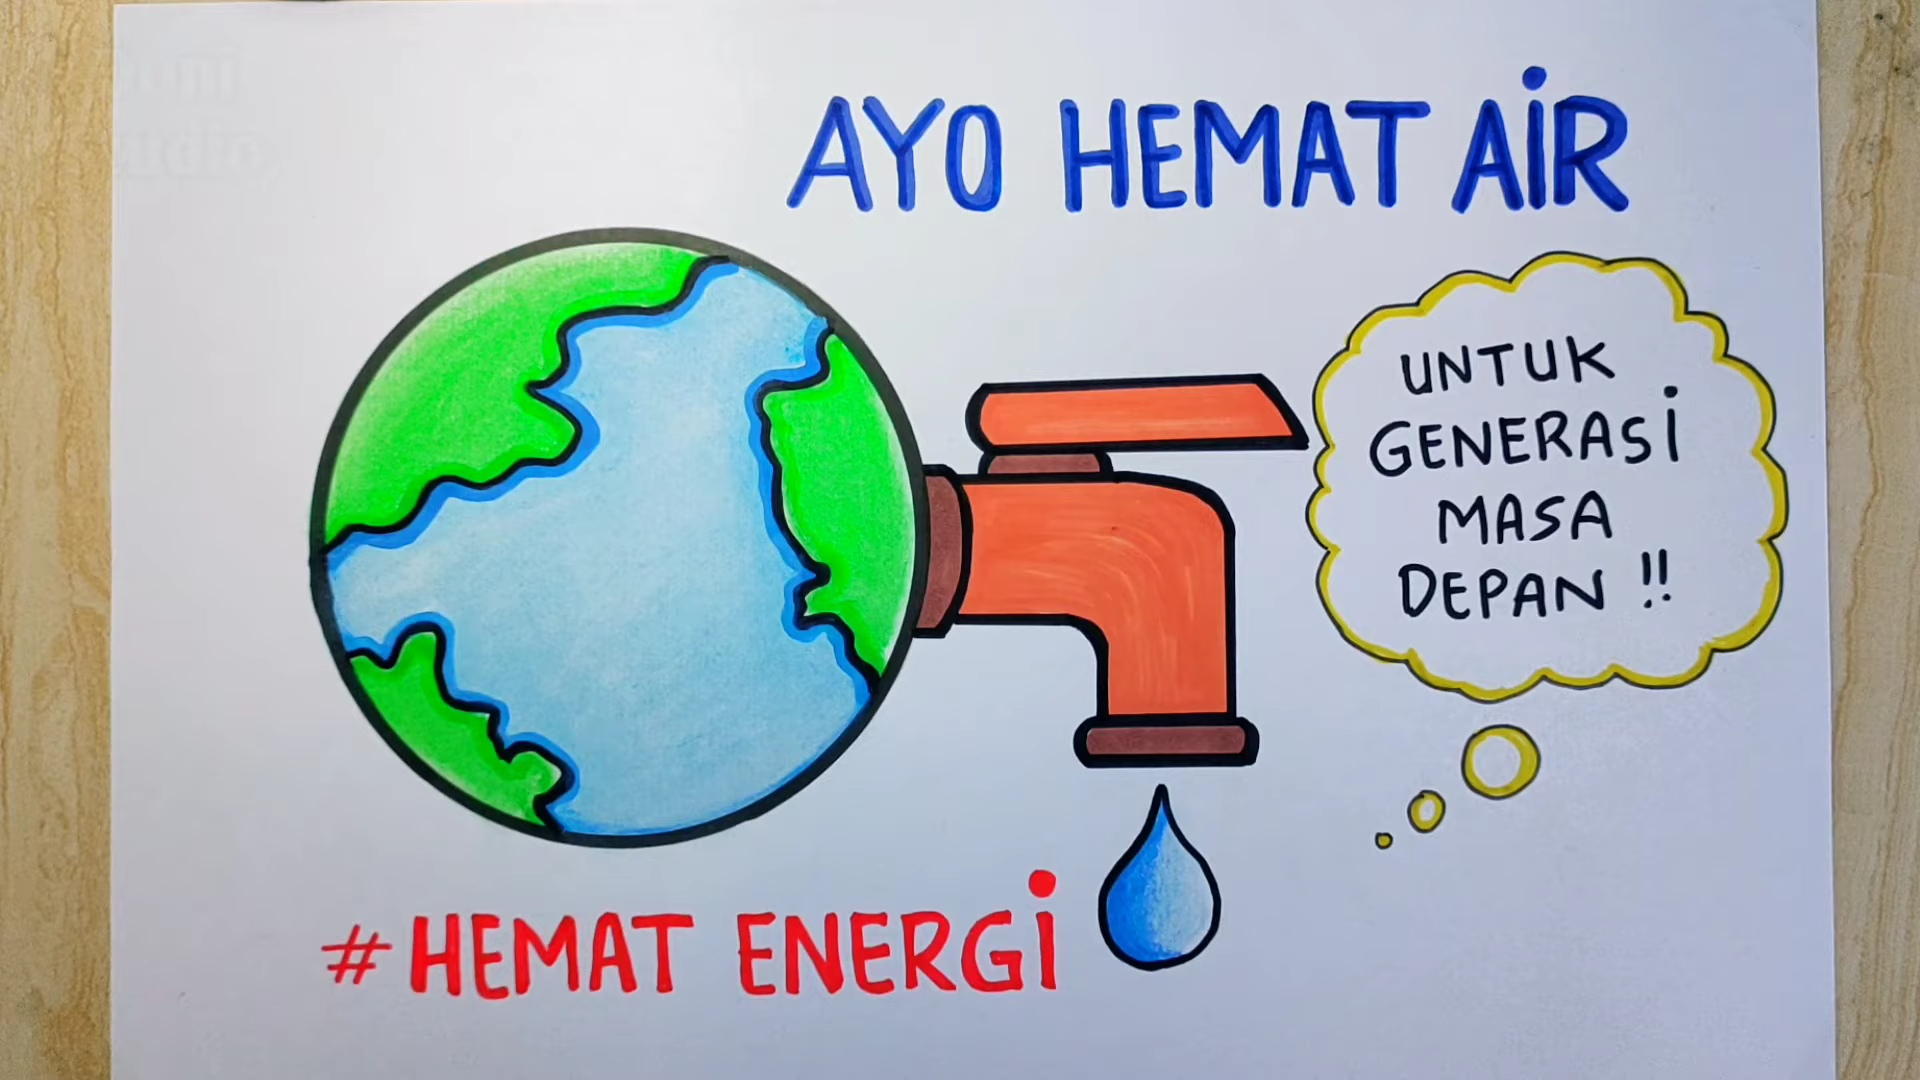 AYO HEMAT AIR
UNTUK
GENERASI
MASA
DEPAN !!
# HEMAT ENERGI